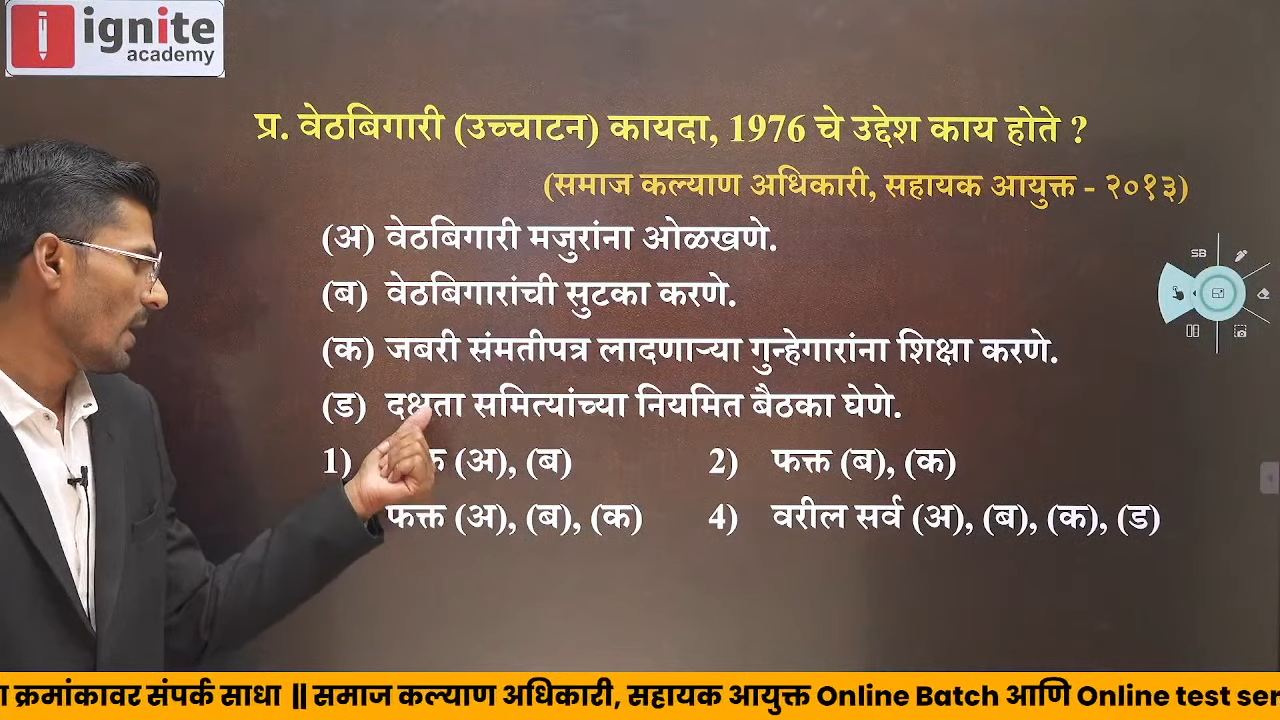 ignite
academy
प्र. वेठबिगारी (उच्चाटन) कायदा, 1976 चे उद्देश काय होते ?
(समाज कल्याण अधिकारी, सहायक आयुक्त - २०१३)
(अ) वेठबिगारी मजुरांना ओळखणे.
(ब) वेठबिगारांची सुटका करणे.
(क) जबरी संमतीपत्र लादणाऱ्या गुन्हेगारांना शिक्षा करणे.
(ड) दक्षता समित्यांच्या नियमित बैठका घेणे.
1) (अ), (ब) 2) फक्त (ब), (क)
फक्त (अ), (ब), (क) 4) वरील सर्व (अ), (ब), (क), (ड)
SB
क्रमांकावर संपर्क साधा || समाज कल्याण अधिकारी, सहायक आयुक्त Online Batch आणि Online test